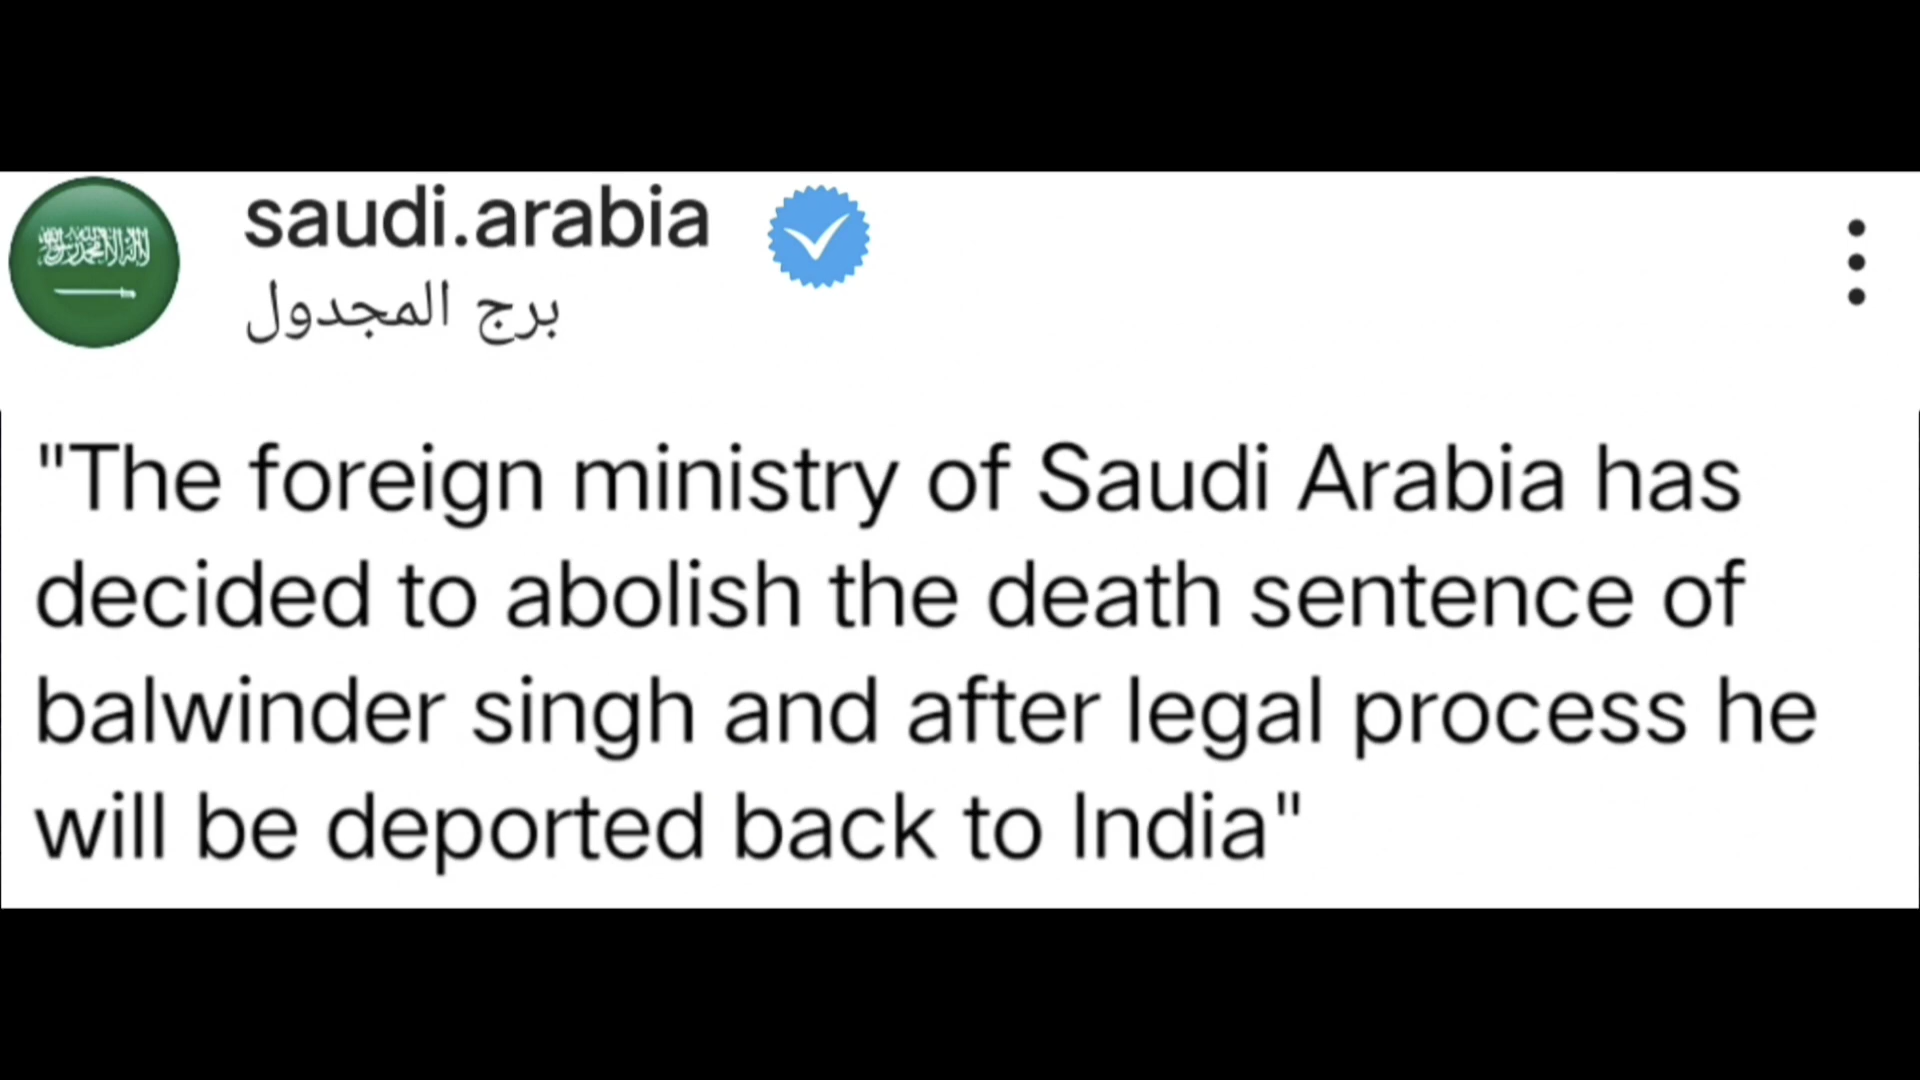 saudi.arabia
برج المجدول
"The foreign ministry of Saudi Arabia has
decided to abolish the death sentence of
balwinder singh and after legal process he
will be deported back to India"